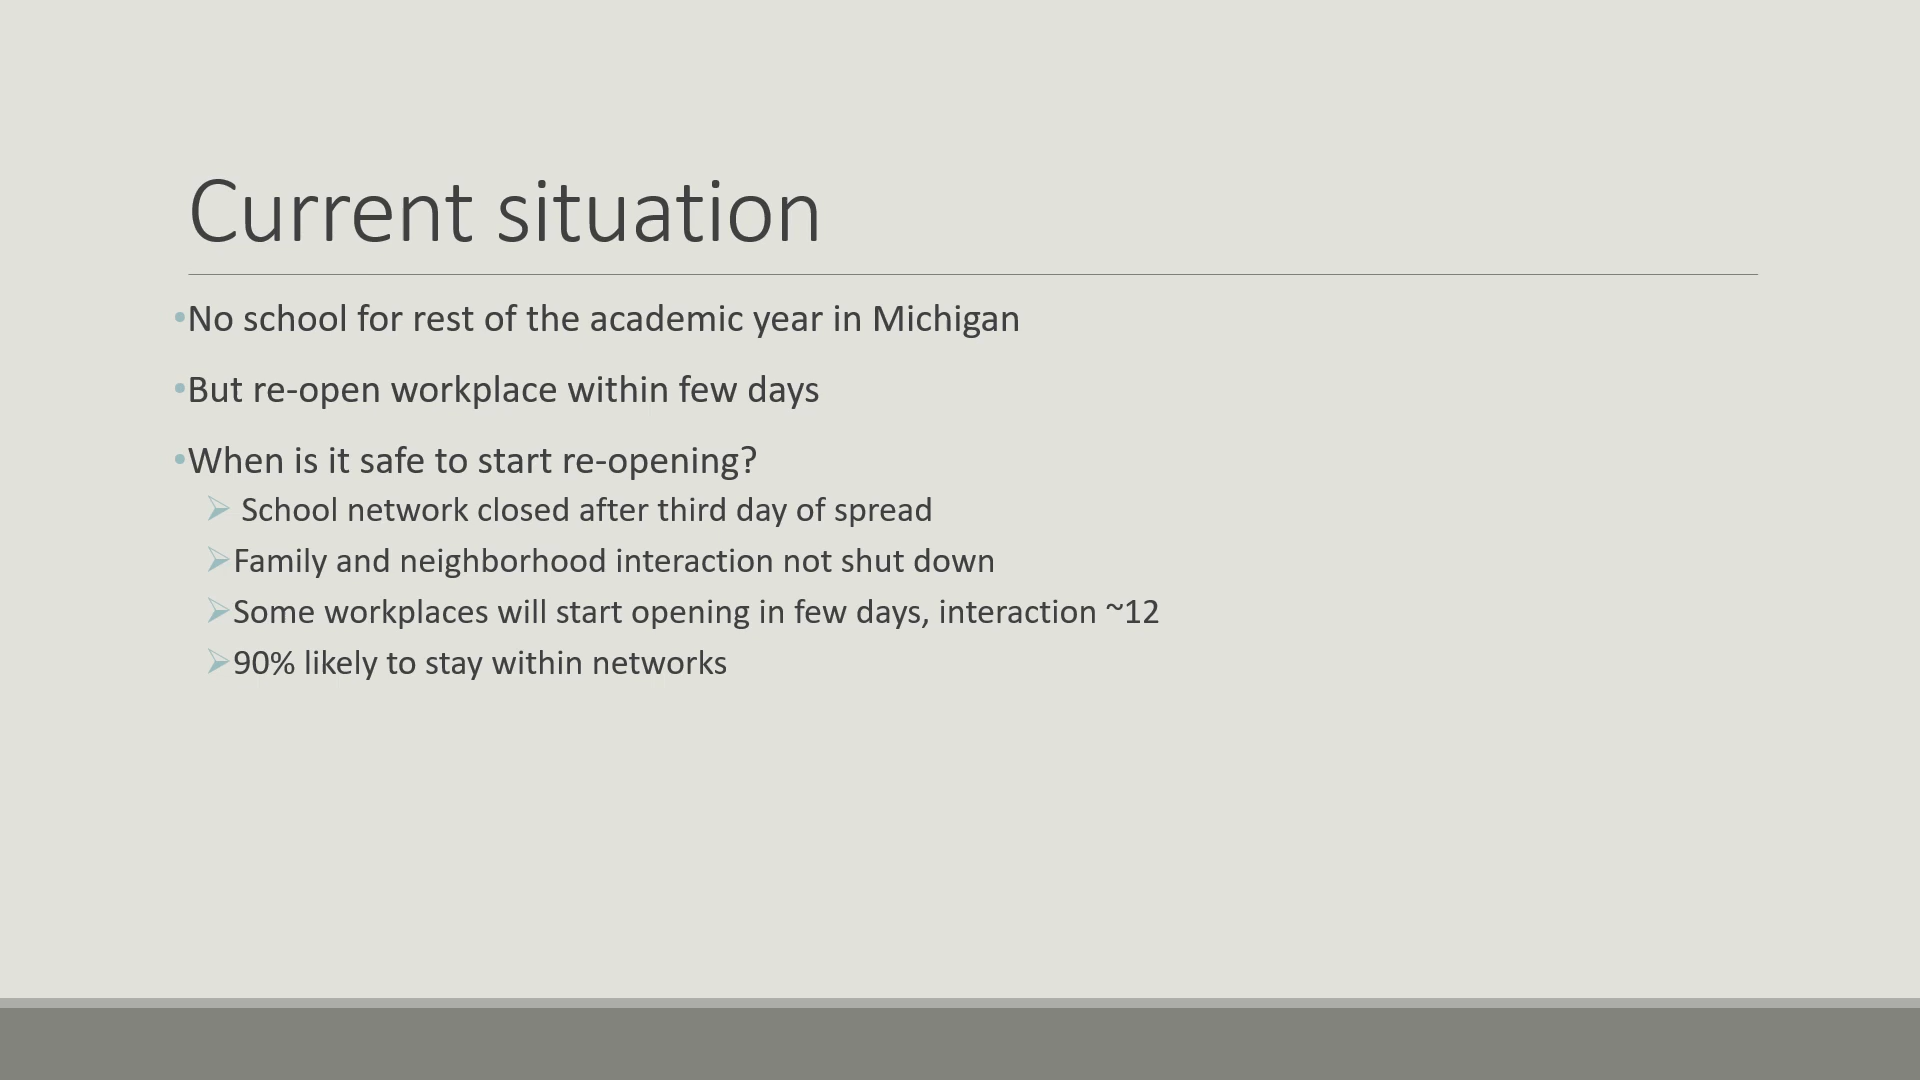 Current situation
•No school for rest of the academic year in Michigan
•But re-open workplace within few days
•When is it safe to start re-opening?
➢ School network closed after third day of spread
➢Family and neighborhood interaction not shut down
➢Some workplaces will start opening in few days, interaction ~12
➢90% likely to stay within networks